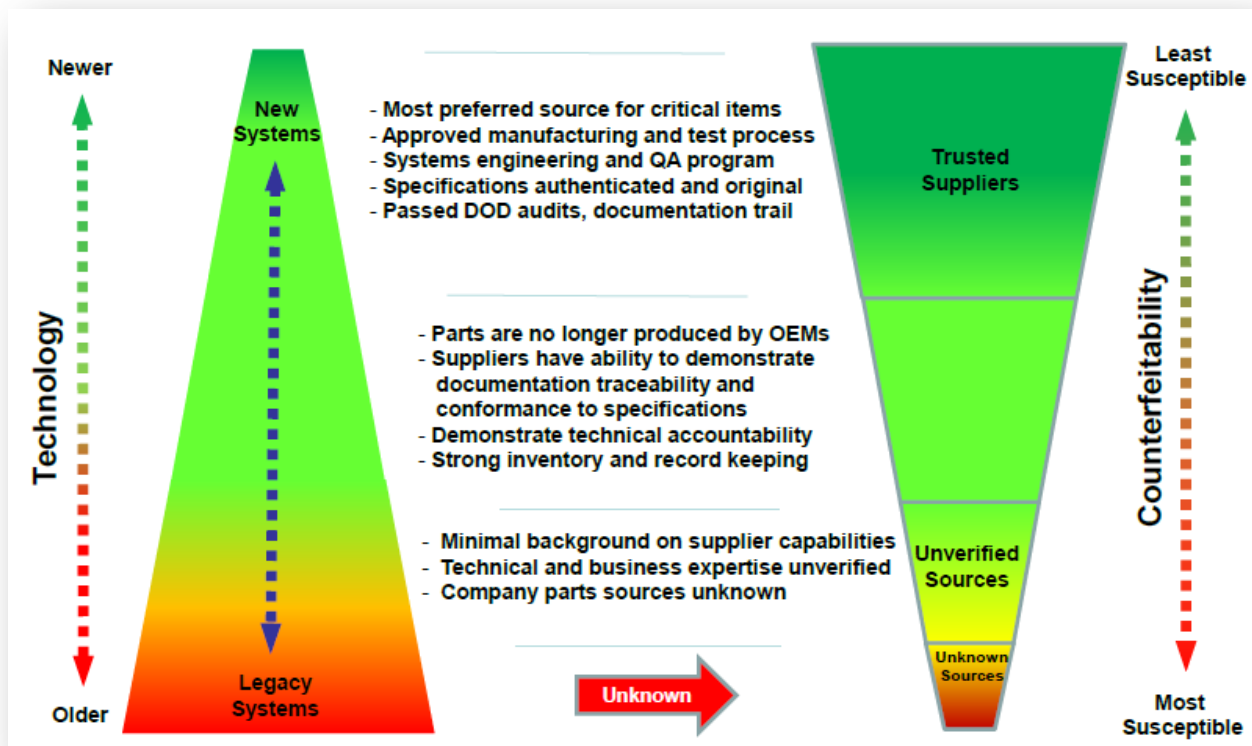 Newer
Technology
Older
New
Systems
Legacy
Systems
- Most preferred source for critical items
- Approved manufacturing and test process
- Systems engineering and QA program
- Specifications authenticated and original
- Passed DOD audits, documentation trail
- Parts are no longer produced by OEMs
- Suppliers have ability to demonstrate
documentation traceability and
conformance to specifications
- Demonstrate technical accountability
- Strong inventory and record keeping
- Minimal background on supplier capabilities
- Technical and business expertise unverified
- Company parts sources unknown
Unknown
Trusted
Suppliers
Unverified
Sources
Unknown
Sources
Least
Susceptible
Counterfeitability
Most
Susceptible